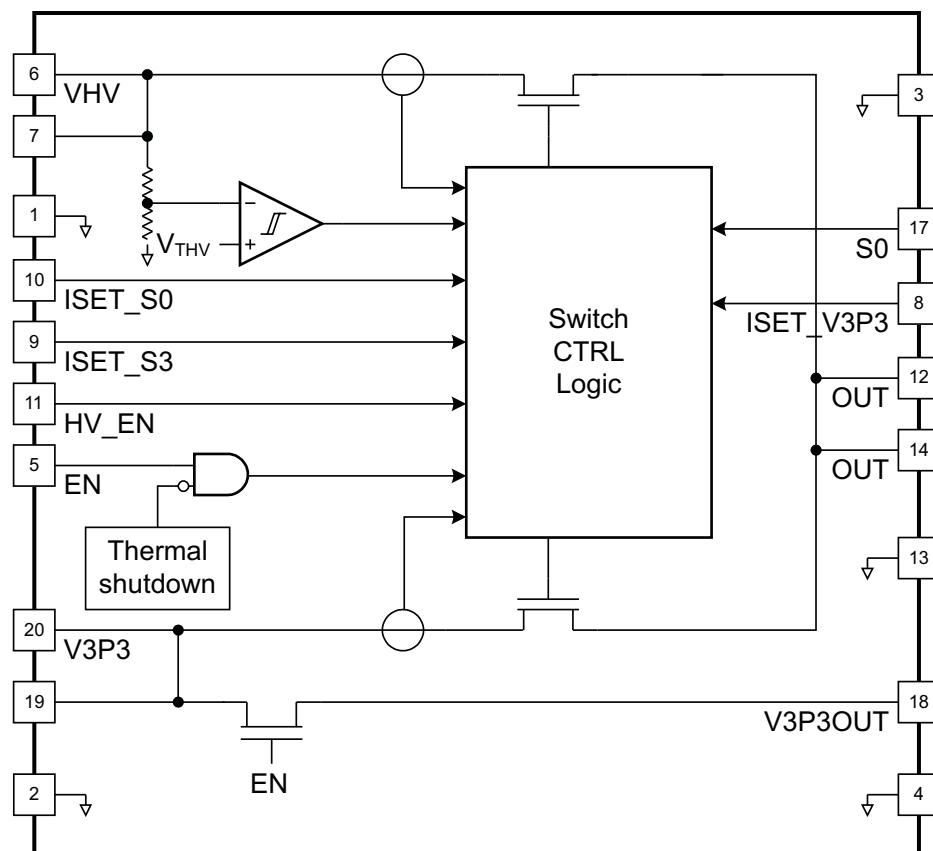 6
VHV
3
7
1
VTHV
−
+
17
S0
10
ISET_S0
8
ISET_V3P3
9
ISET_S3
Switch
CTRL
Logic
12
OUT
11
HV_EN
14
OUT
5
EN
Thermal
shutdown
13
20
V3P3
19
18
V3P3OUT
EN
2
4